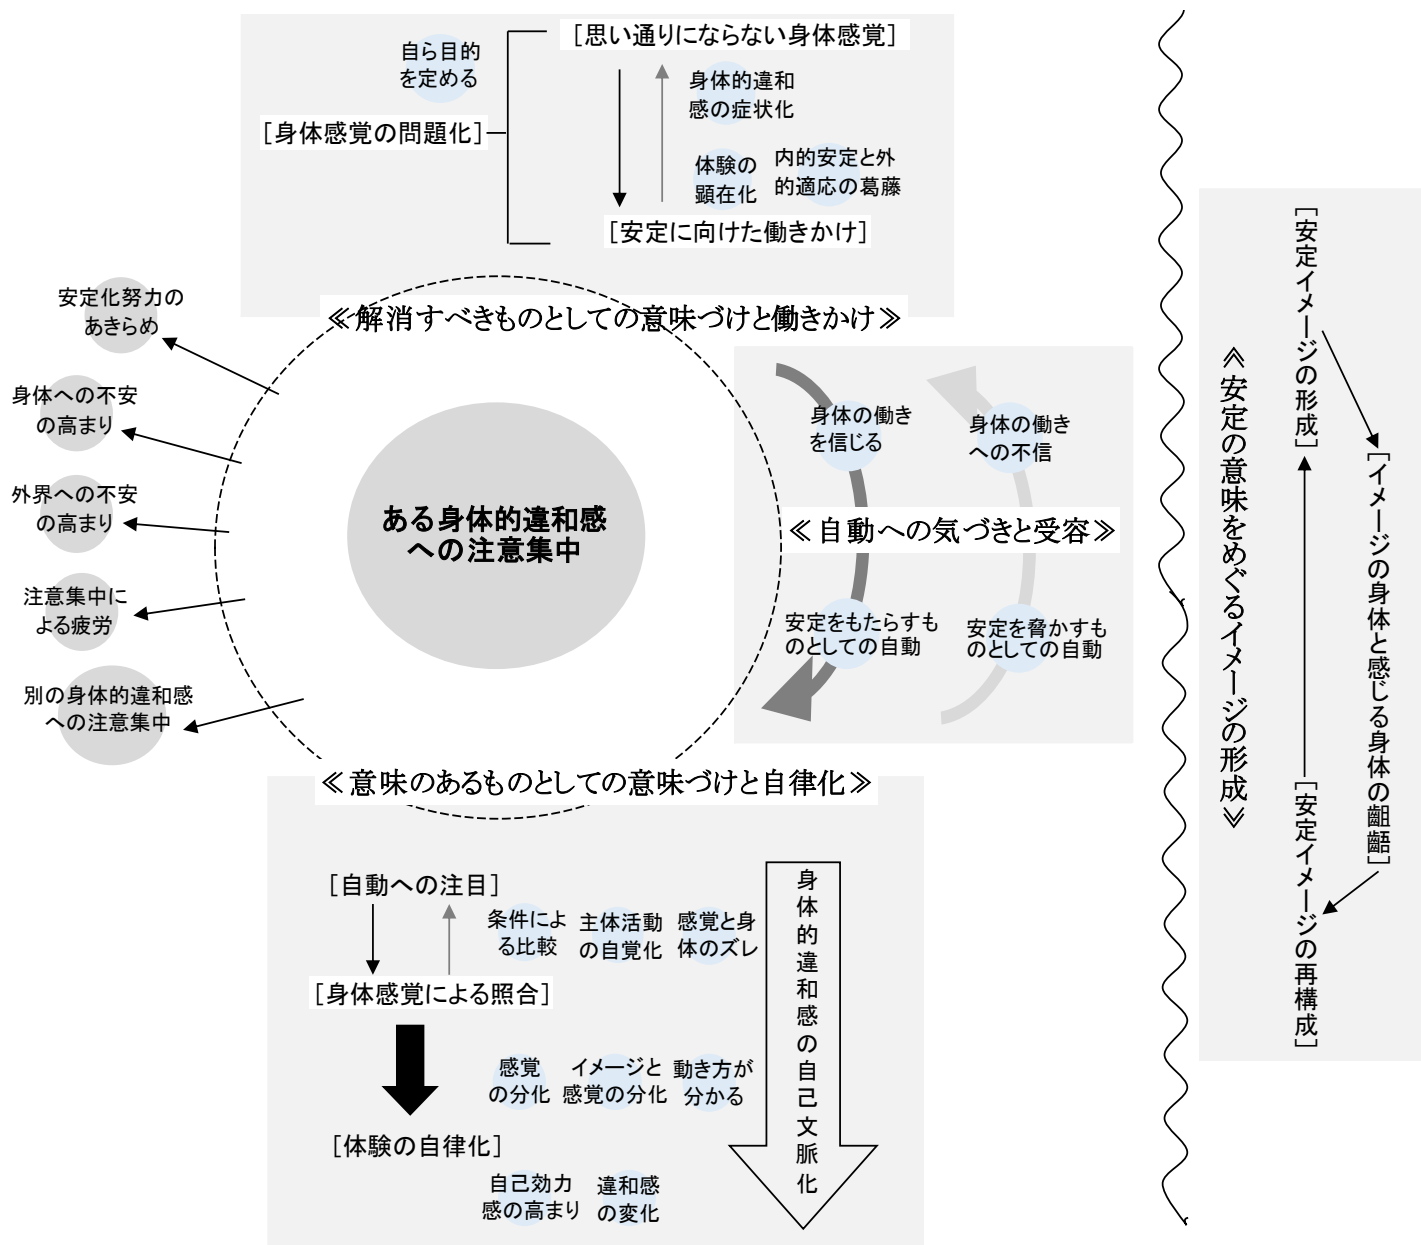 [思い通りにならない身体感覚]
自ら目的
を定める
身体的違和
感の症状化
[身体感覚の問題化]
体験の
顕在化
内的安定と外
的適応の葛藤
[安定に向けた働きかけ]
≪解消すべきものとしての意味づけと働きかけ≫
安定化努力の
あきらめ
身体への不安
の高まり
外界への不安
の高まり
注意集中に
よる疲労
別の身体的違和感
への注意集中
ある身体的違和感
への注意集中
身体の働き
を信じる
身体の働き
への不信
≪自動への気づきと受容≫
安定をもたらすも
のとしての自動
安定を脅かすも
のとしての自動
≪意味のあるものとしての意味づけと自律化≫
[自動への注目]
条件によ
る比較
主体活動
の自覚化
感覚と身
体のズレ
[身体感覚による照合]
感覚
の分化
イメージと
感覚の分化
動き方が
分かる
[体験の自律化]
自己効力
感の高まり
違和感
の変化
身体的違和感の自己文脈化
≪安定の意味をめぐるイメージの形成≫
[安定イメージの形成]
[イメージの身体と感じる身体の齟齬]
[安定イメージの再構成]